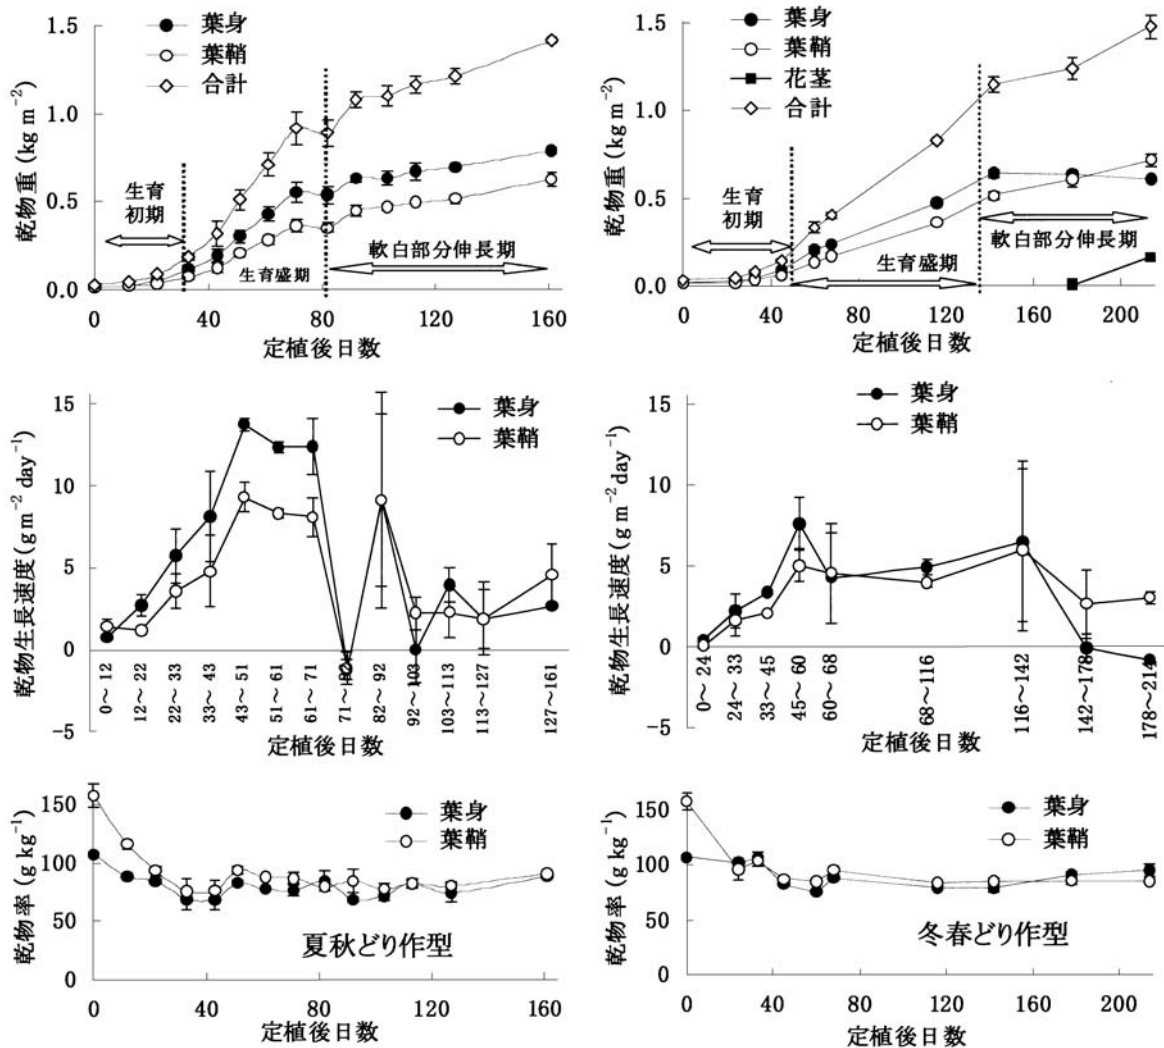 葉身
葉鞘
合計
乾物重(kg m⁻²)
1.5
1.0
0.5
0.0
生育
初期
生育盛期
軟白部分伸長期
0 40 80 120 160
定植後日数
葉身
葉鞘
花茎
合計
乾物重(kg m⁻²)
1.5
1.0
0.5
0.0
生育
初期
生育盛期
軟白部分伸長期
0 40 80 120 160 200
定植後日数
葉身
葉鞘
乾物生長速度(g m⁻² day⁻¹)
15
10
5
0
-5
0～ 12
12～ 22
22～ 33
33～ 43
43～ 51
51～ 61
61～ 71
71～
82～ 92
92～ 103
103～113
113～127
127～161
定植後日数
葉身
葉鞘
乾物生長速度(g m⁻² day⁻¹)
15
10
5
0
-5
0～ 24
24～ 33
33～ 45
45～ 60
60～ 68
68～116
116～142
142～178
178～214
定植後日数
葉身
葉鞘
乾物率(g kg⁻¹)
150
100
50
0
夏秋どり作型
0 40 80 120 160
定植後日数
葉身
葉鞘
乾物率(g kg⁻¹)
150
100
50
0
冬春どり作型
0 40 80 120 160 200
定植後日数